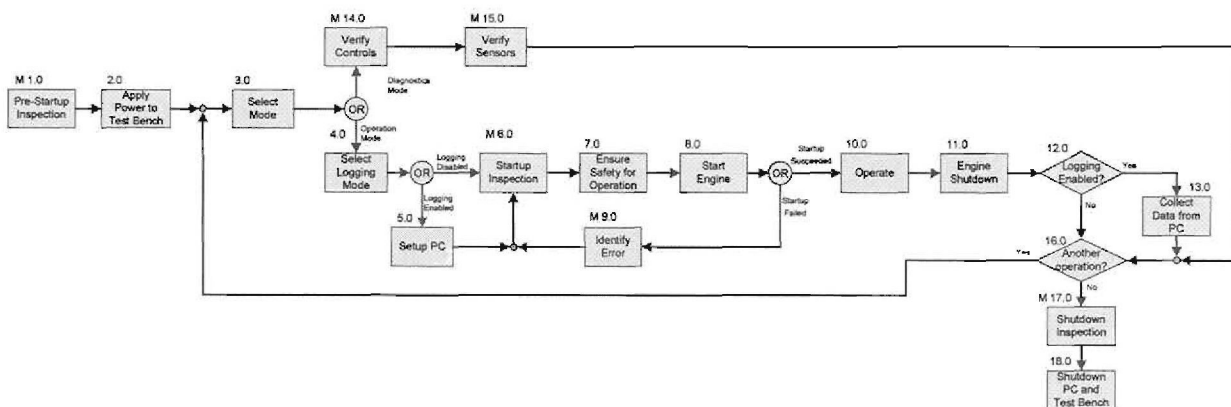 M 14.0
Verify
Controls
M 15.0
Verify
Sensors
M 1.0
Pre-Startup
Inspection
2.0
Apply
Power to
Test Bench
3.0
Select
Mode
OR
Diagnostics
Mode
Operation
Mode
4.0
Select
Logging
Mode
OR
Logging
Disabled
Logging
Enabled
5.0
Setup PC
M 6.0
Startup
Inspection
7.0
Ensure
Safety for
Operation
8.0
Start
Engine
OR
Startup
Succeeded
Startup
Failed
M 9.0
Identify
Error
10.0
Operate
11.0
Engine
Shutdown
12.0
Logging
Enabled?
Yes
No
13.0
Collect
Data from
PC
16.0
Another
operation?
Yes
No
M 17.0
Shutdown
Inspection
18.0
Shutdown
PC and
Test Bench